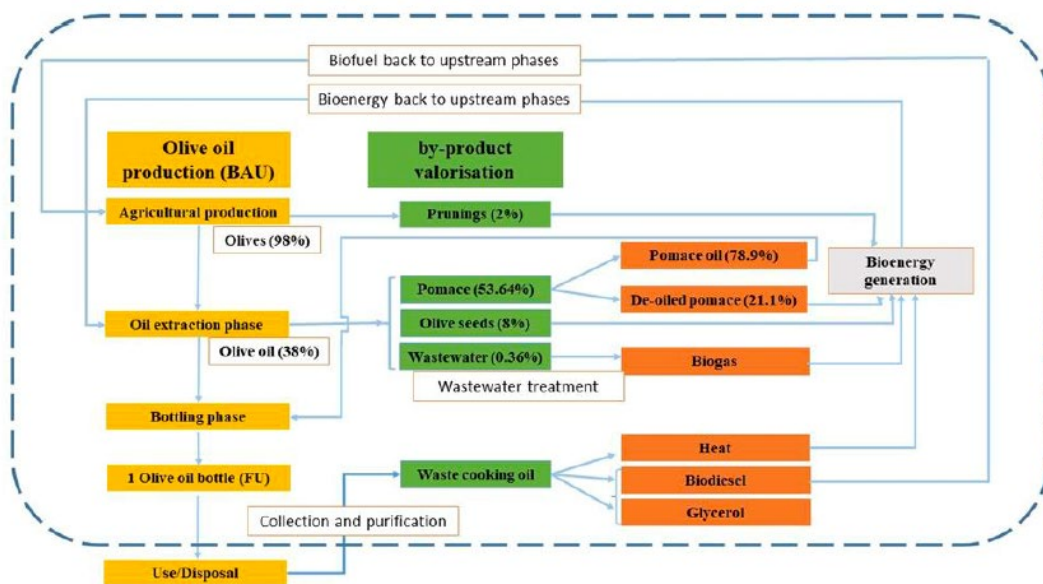 Biofuel back to upstream phases
Bioenergy back to upstream phases
Olive oil
production (BAU)
by-product
valorisation
Agricultural production
Prunings (2%)
Olives (98%)
Pomace oil (78.9%)
Bioenergy
generation
Pomace (53.64%)
De-oiled pomace (21.1%)
Oil extraction phase
Olive seeds (8%)
Olive oil (38%)
Wastewater (0.36%)
Biogas
Wastewater treatment
Bottling phase
Heat
1 Olive oil bottle (FU)
Waste cooking oil
Biodiesel
Glycerol
Collection and purification
Use/Disposal